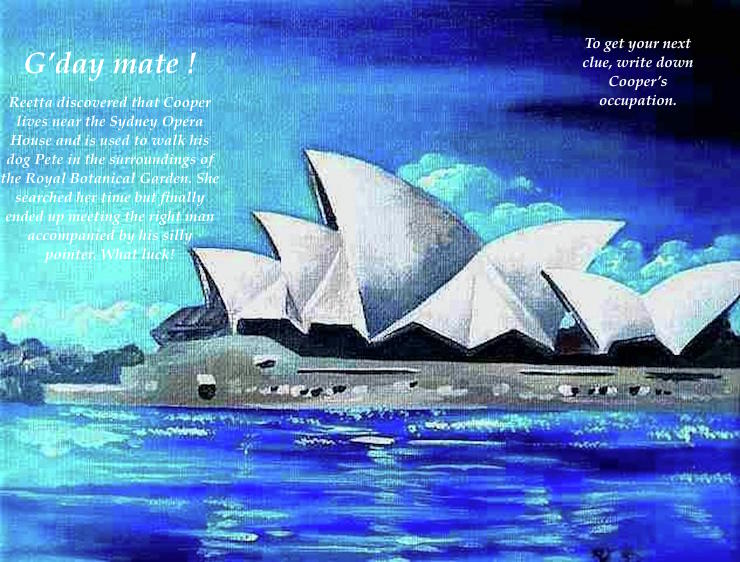 G'day mate !
Reetta discovered that Cooper
lives near the Sydney Opera
House and is used to walk his
dog Pete in the surroundings of
the Royal Botanical Garden. She
searched her time but finally
ended up meeting the right man
accompanied by his silly
pointer. What luck!
To get your next
clue, write down
Cooper's
occupation.